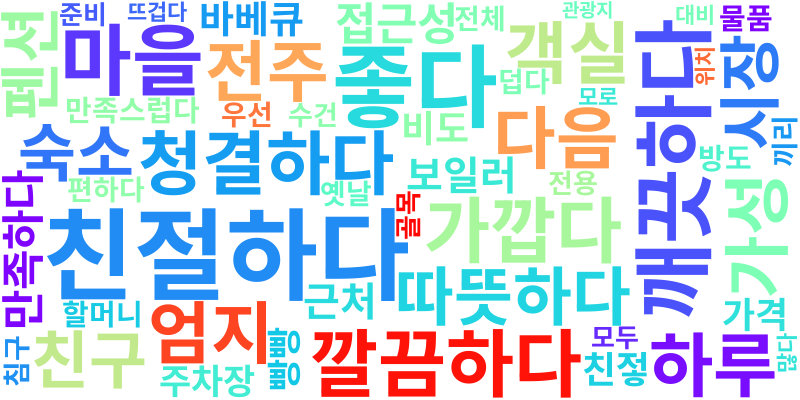 준비 뜨겁다 바베큐 접근성 전체 관광지 대비 물품
펜션 마을 전주 좋다 객실 위치 시장
만족스럽다 우선 수건 비도 덥다 모로 깨끗하다
숙소 청결하다 보일러 다음 방도 끼리
만족하다 편하다 옛날 골목 전용 가성
친절하다 가깝다
할머니 근처 따뜻하다 가격
침구 친구 엄지 빵빵 깔끔하다 모두 하루 많다
주차장 친젛